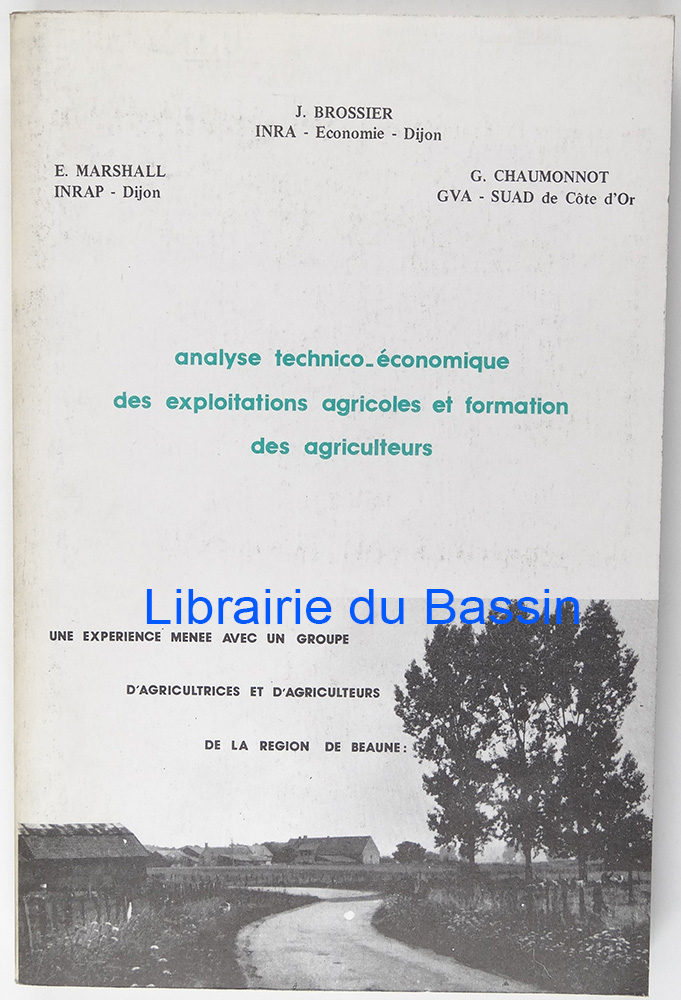 J. BROSSIER
INRA - Economie - Dijon
E. MARSHALL
INRAP - Dijon
G. CHAUMONNOT
GVA - SUAD de Côte d'Or
analyse technico-économique
des exploitations agricoles et formation
des agriculteurs
Librairie du Bassin
UNE EXPERIENCE MENEE AVEC UN GROUPE
D'AGRICULTRICES ET D'AGRICULTEURS
DE LA REGION DE BEAUNE: